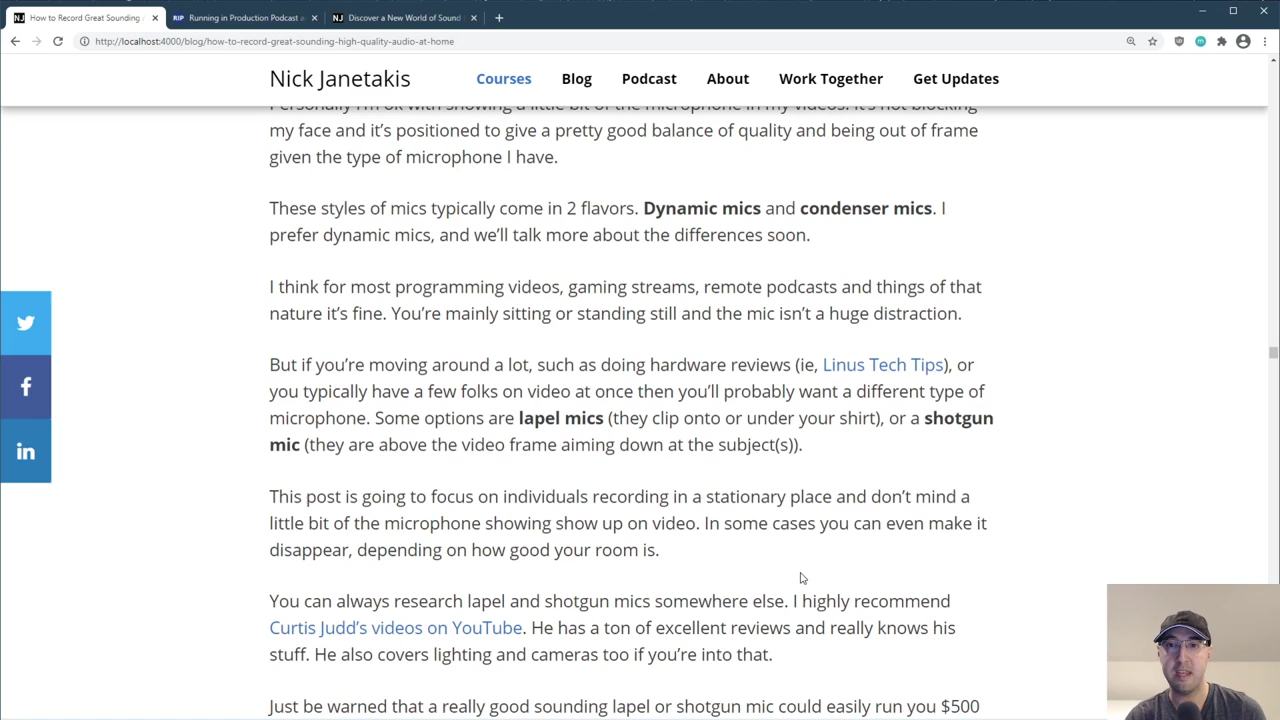 How to Record Great Sounding
Running in Production Podcast
Discover a New World of Sound
http://localhost:4000/blog/how-to-record-great-sounding-high-quality-audio-at-home
Nick Janetakis
Courses Blog Podcast About Work Together Get Updates
Personally I'm ok with showing a little bit of the microphone in my videos. It's not blocking
my face and it's positioned to give a pretty good balance of quality and being out of frame
given the type of microphone I have.
These styles of mics typically come in 2 flavors. Dynamic mics and condenser mics. I
prefer dynamic mics, and we'll talk more about the differences soon.
I think for most programming videos, gaming streams, remote podcasts and things of that
nature it's fine. You're mainly sitting or standing still and the mic isn't a huge distraction.
But if you're moving around a lot, such as doing hardware reviews (ie, Linus Tech Tips), or
you typically have a few folks on video at once then you'll probably want a different type of
microphone. Some options are lapel mics (they clip onto or under your shirt), or a shotgun
mic (they are above the video frame aiming down at the subject(s)).
This post is going to focus on individuals recording in a stationary place and don't mind a
little bit of the microphone showing show up on video. In some cases you can even make it
disappear, depending on how good your room is.
You can always research lapel and shotgun mics somewhere else. I highly recommend
Curtis Judd's videos on YouTube. He has a ton of excellent reviews and really knows his
stuff. He also covers lighting and cameras too if you're into that.
Just be warned that a really good sounding lapel or shotgun mic could easily run you $500